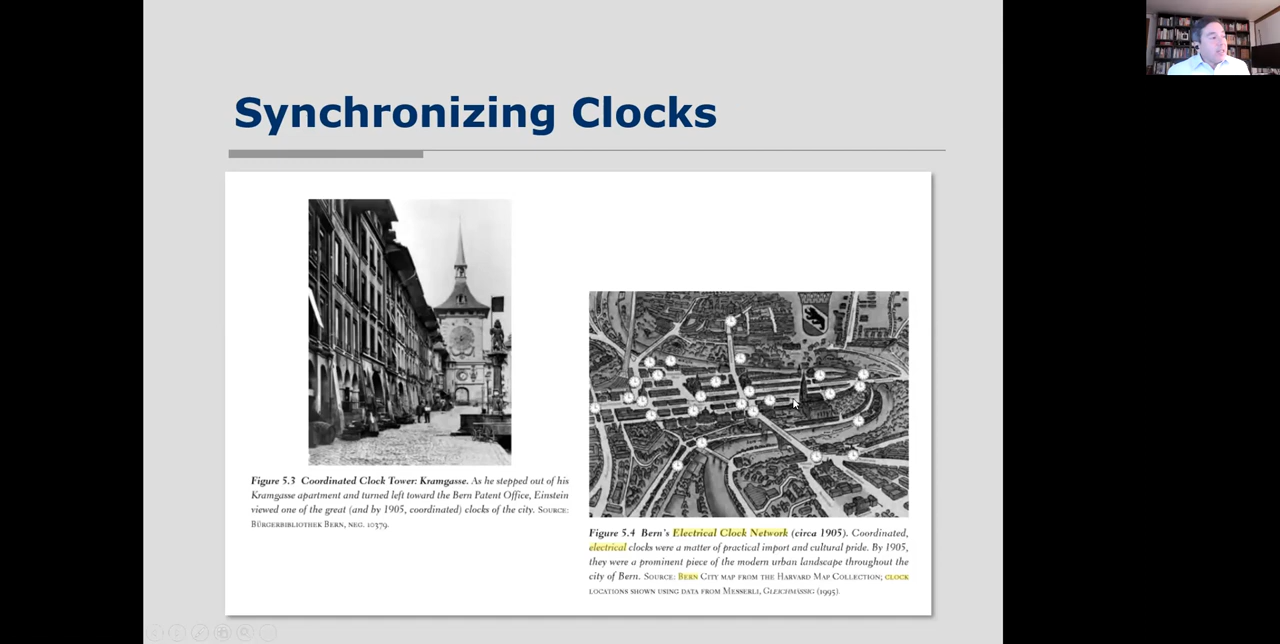 Synchronizing Clocks
Figure 5.3 Coordinated Clock Tower: Kramgasse. As he stepped out of his
Kramgasse apartment and turned left toward the Bern Patent Office, Einstein
viewed one of the great (and by 1905, coordinated) clocks of the city. SOURCE:
BÜRGERBIBLIOTHEK BERN, NEG. 10379.
Figure 5.4 Bern's Electrical Clock Network (circa 1905). Coordinated,
electrical clocks were a matter of practical import and cultural pride. By 1905,
they were a prominent piece of the modern urban landscape throughout the
city of Bern. SOURCE: BERN CITY MAP FROM THE HARVARD MAP COLLECTION; CLOCK
LOCATIONS SHOWN USING DATA FROM MESSERLI, GLEICHMÄSSIG (1995).